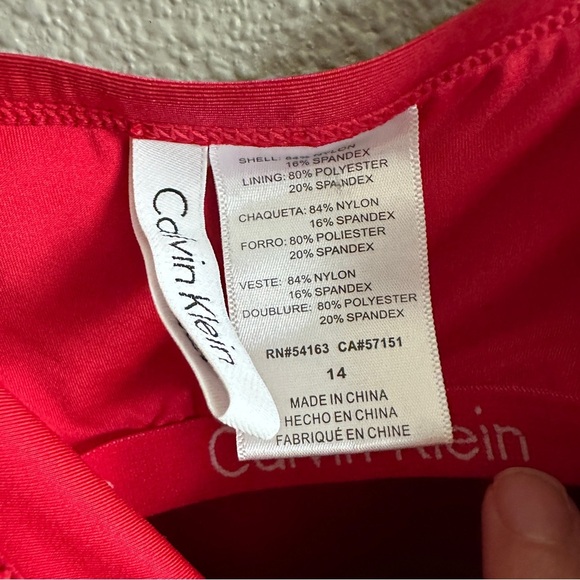 Calvin Klein
SHELL: 84% NYLON
16% SPANDEX
LINING: 80% POLYESTER
20% SPANDEX
CHAQUETA: 84% NYLON
16% SPANDEX
FORRO: 80% POLIESTER
20% SPANDEX
VESTE: 84% NYLON
16% SPANDEX
DOUBLURE: 80% POLYESTER
20% SPANDEX
RN#54163 CA#57151
14
MADE IN CHINA
HECHO EN CHINA
FABRIQUÉ EN CHINE
Calvin Klein